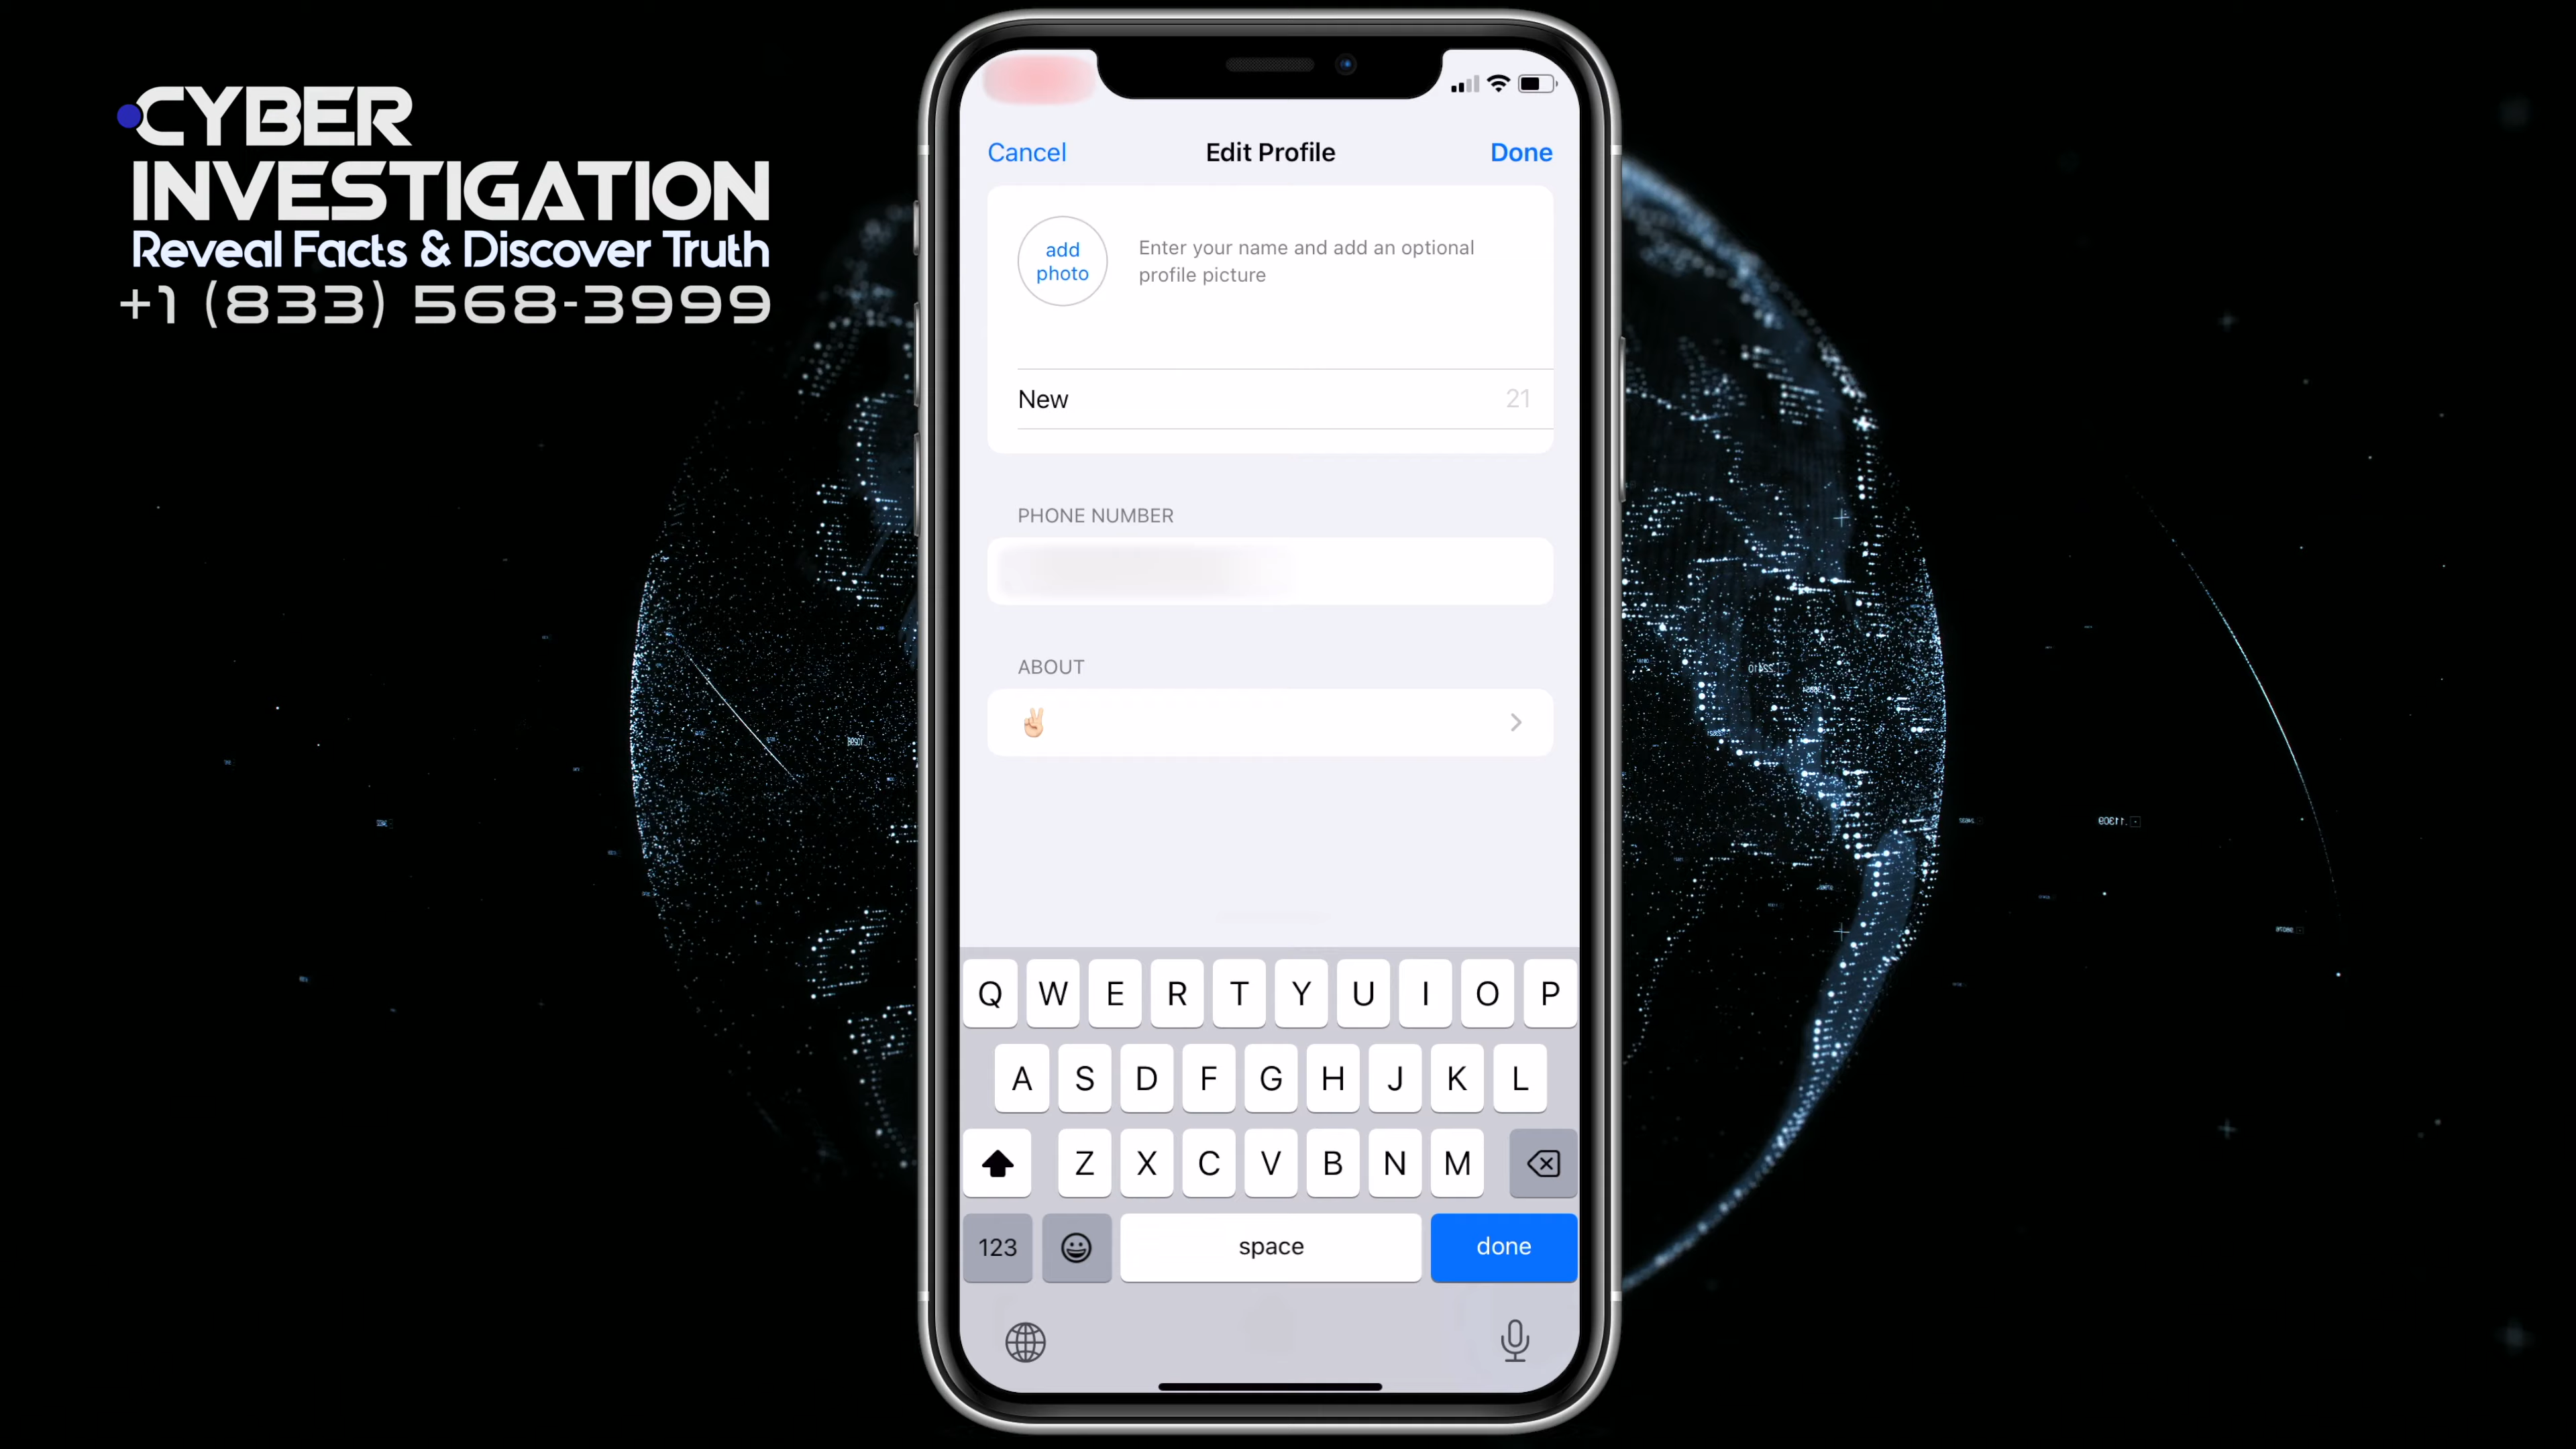 CYBER
INVESTIGATION
Reveal Facts & Discover Truth
+1 (833) 568-3999
Cancel Edit Profile Done
add
photo
Enter your name and add an optional
profile picture
New 21
PHONE NUMBER
ABOUT
✌🏻
Q W E R T Y U I O P
A S D F G H J K L
Z X C V B N M
123 space done